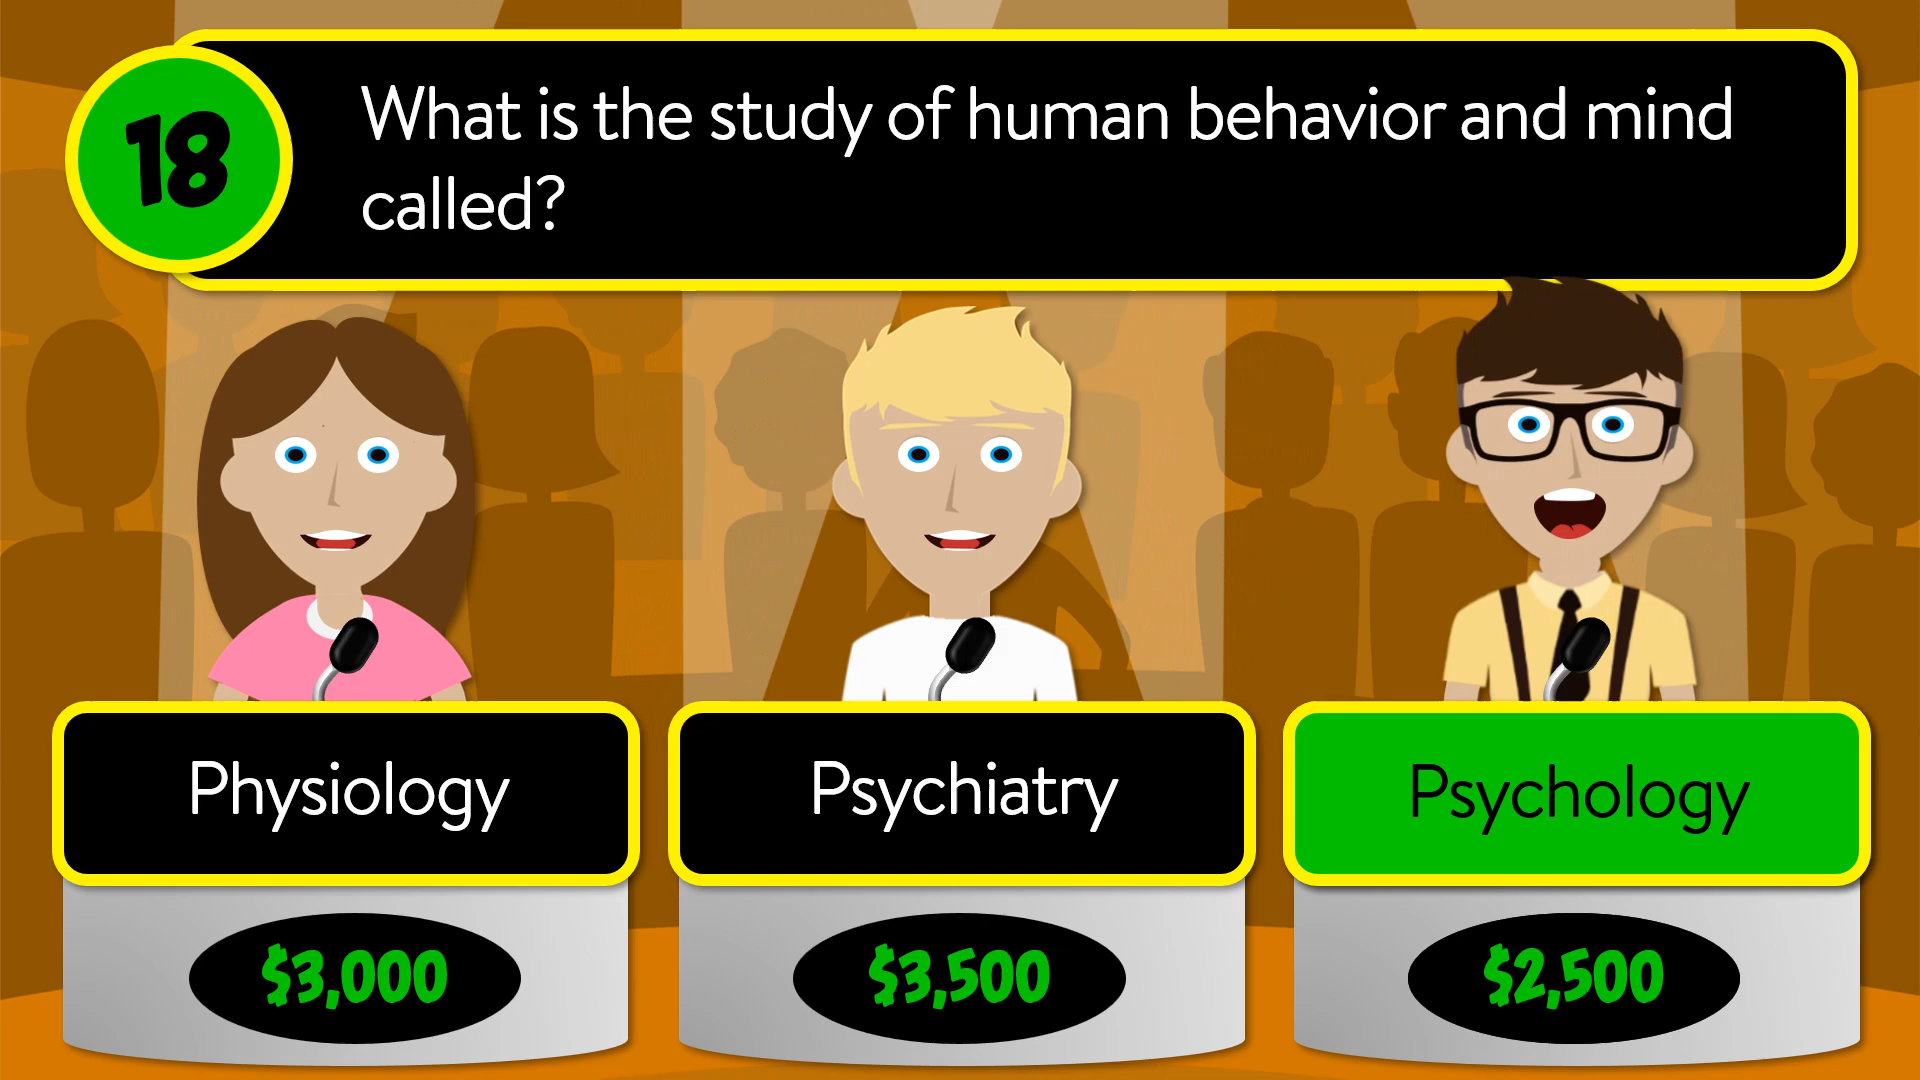 18
What is the study of human behavior and mind
called?
Physiology
Psychiatry
Psychology
$3,000
$3,500
$2,500